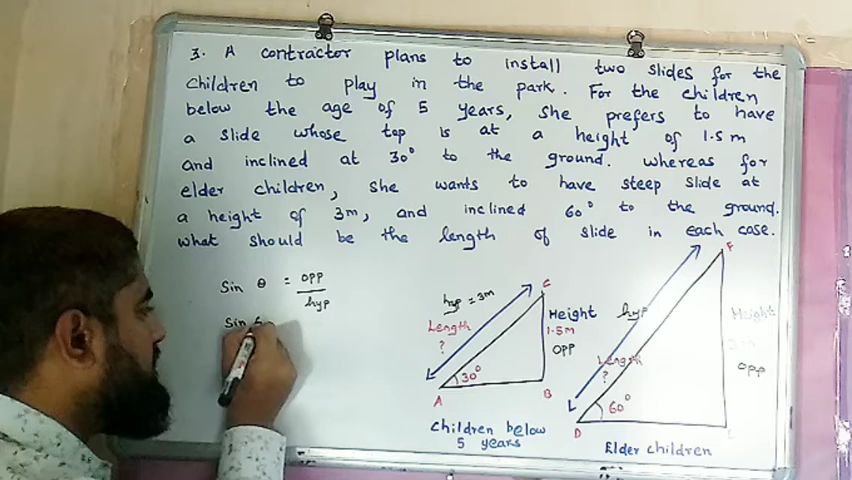 3. A contractor plans to install two slides for the
children to play in the park. For the children
below the age of 5 years, she prefers to have
a slide whose top is at a height of 1.5 m
and inclined at 30° to the ground. whereas for
elder children, she wants to have steep slide at
a height of 3m, and inclined 60° to the ground.
what should be the length of slide in each case.
Sin θ = opp
hyp
Sin
hyp = 3m
Length
?
30°
A
B
C
Height
1.5m
opp
Children below
5 years
hyp
Length
?
60°
D
F
Height
3m
opp
Elder children